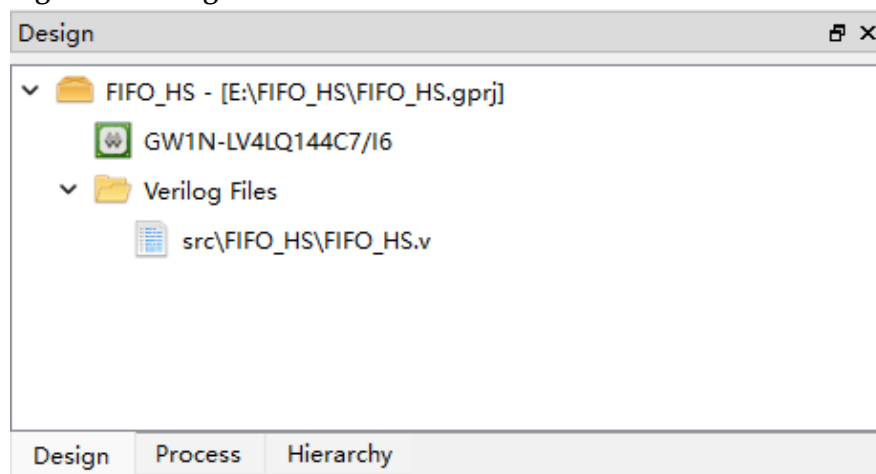 Design
FIFO_HS - [E:\FIFO_HS\FIFO_HS.gprj]
GW1N-LV4LQ144C7/I6
Verilog Files
src\FIFO_HS\FIFO_HS.v
Design Process Hierarchy